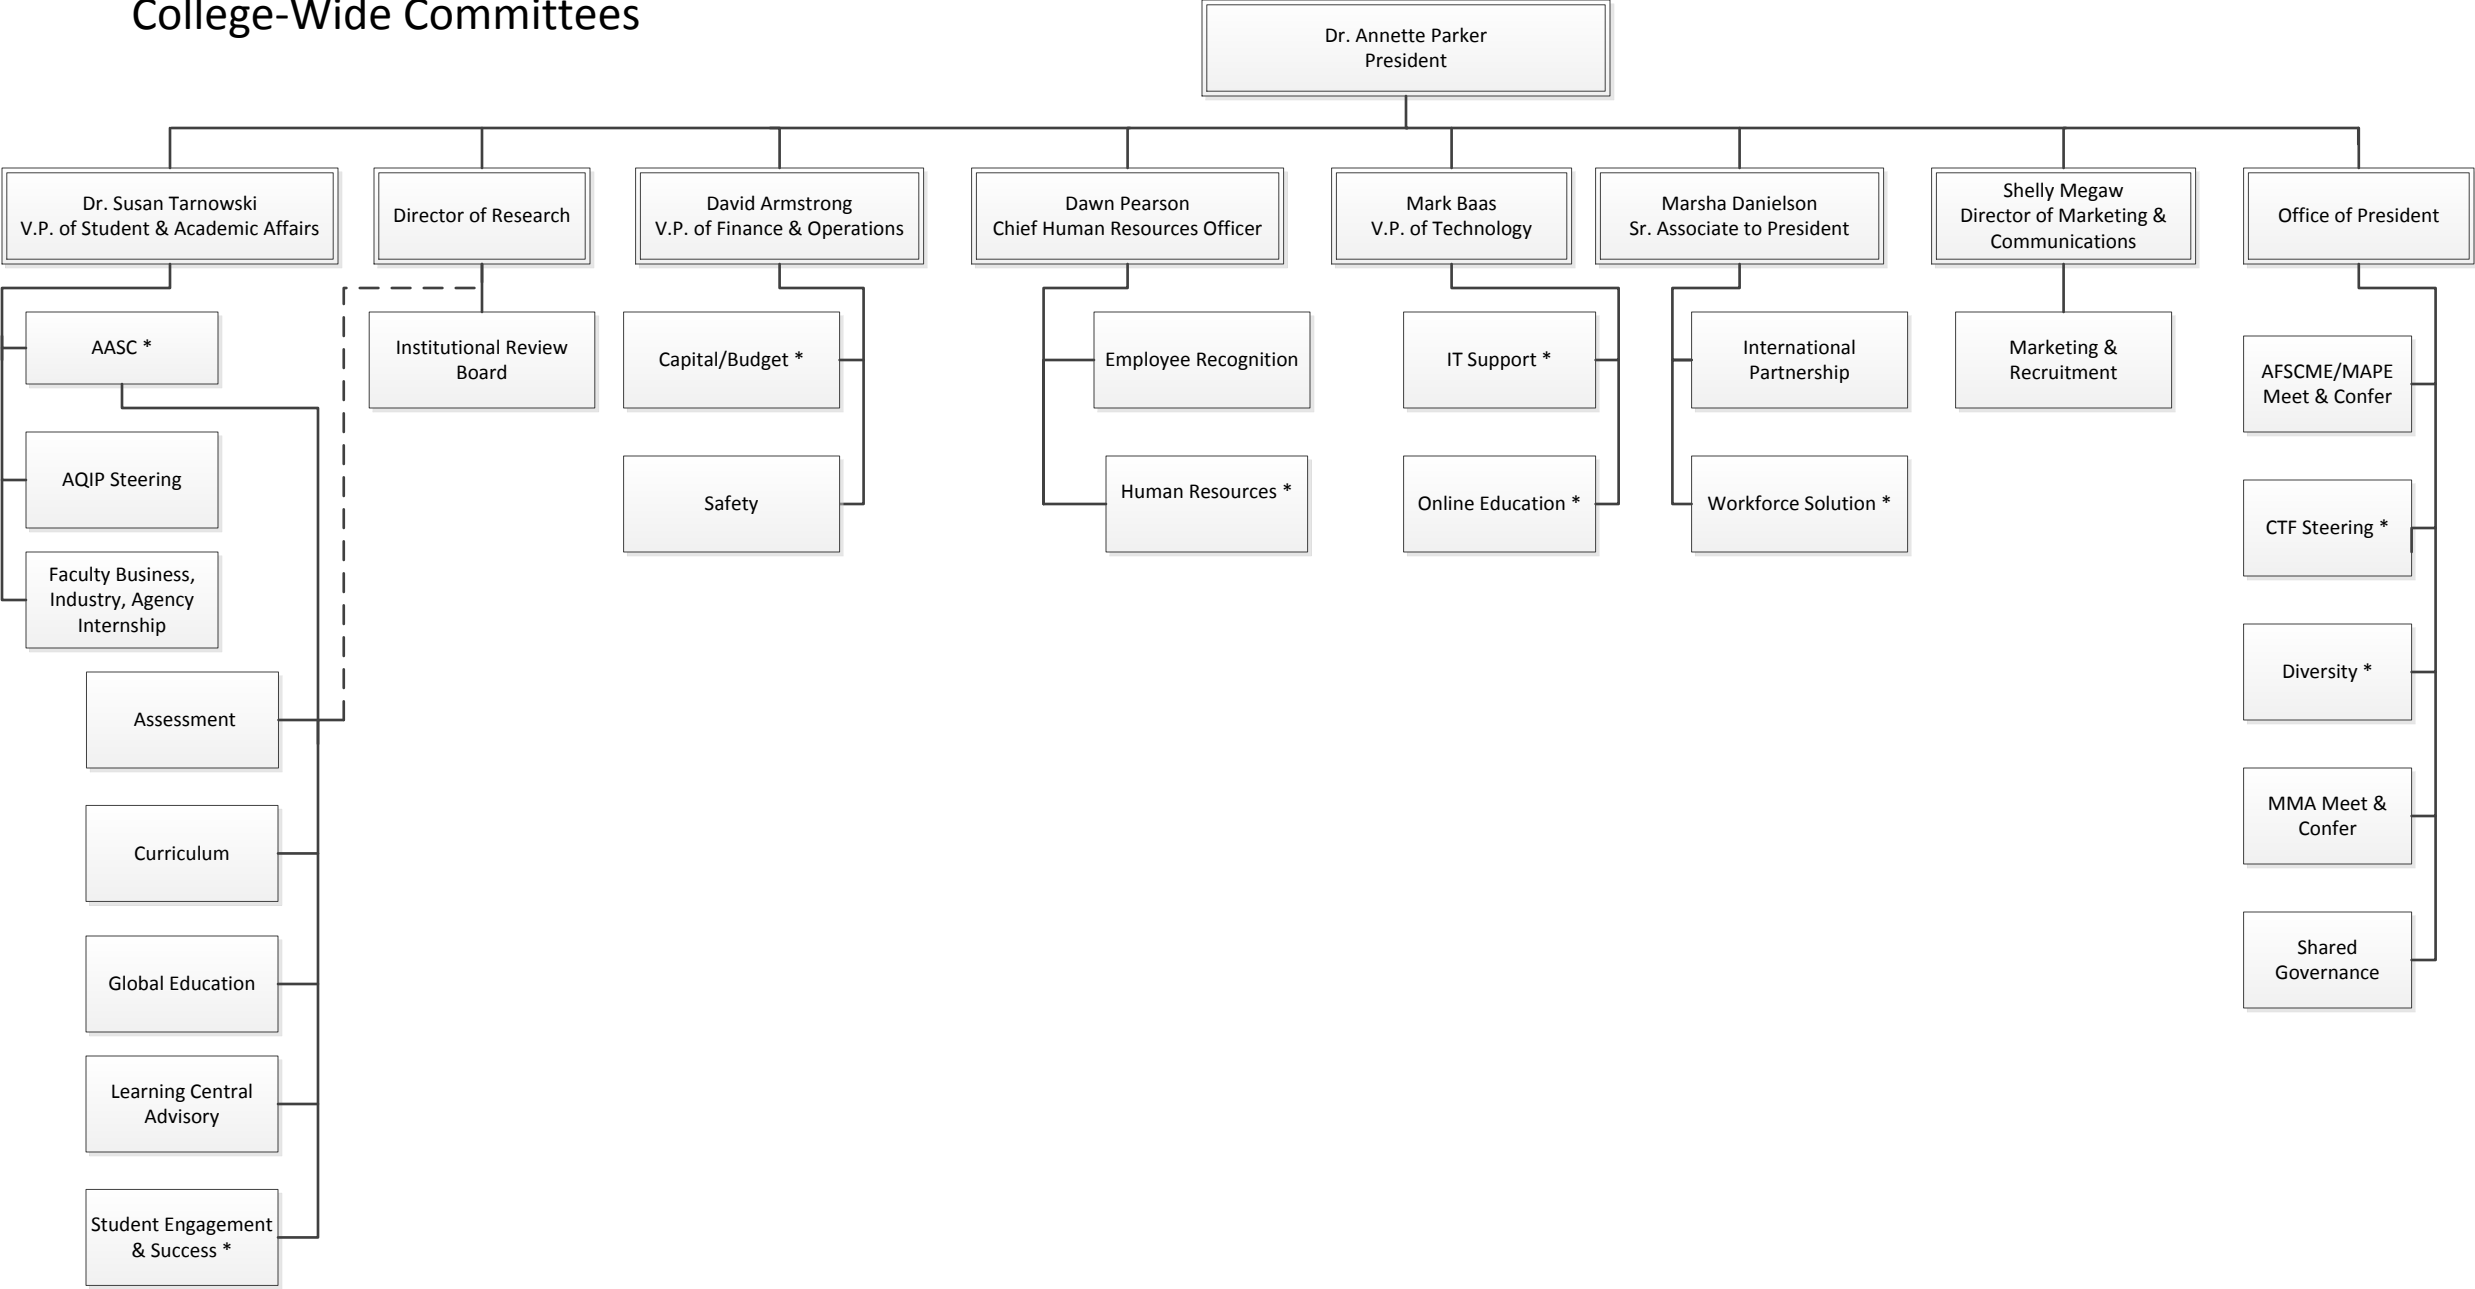 College-Wide Committees
Dr. Annette Parker
President
Dr. Susan Tarnowski
V.P. of Student & Academic Affairs
Director of Research
David Armstrong
V.P. of Finance & Operations
Dawn Pearson
Chief Human Resources Officer
Mark Baas
V.P. of Technology
Marsha Danielson
Sr. Associate to President
Shelly Megaw
Director of Marketing &
Communications
Office of President
AASC *
AQIP Steering
Faculty Business,
Industry, Agency
Internship
Assessment
Curriculum
Global Education
Learning Central
Advisory
Student Engagement
& Success *
Institutional Review
Board
Capital/Budget *
Safety
Employee Recognition
Human Resources *
IT Support *
Online Education *
International
Partnership
Workforce Solution *
Marketing &
Recruitment
AFSCME/MAPE
Meet & Confer
CTF Steering *
Diversity *
MMA Meet &
Confer
Shared
Governance